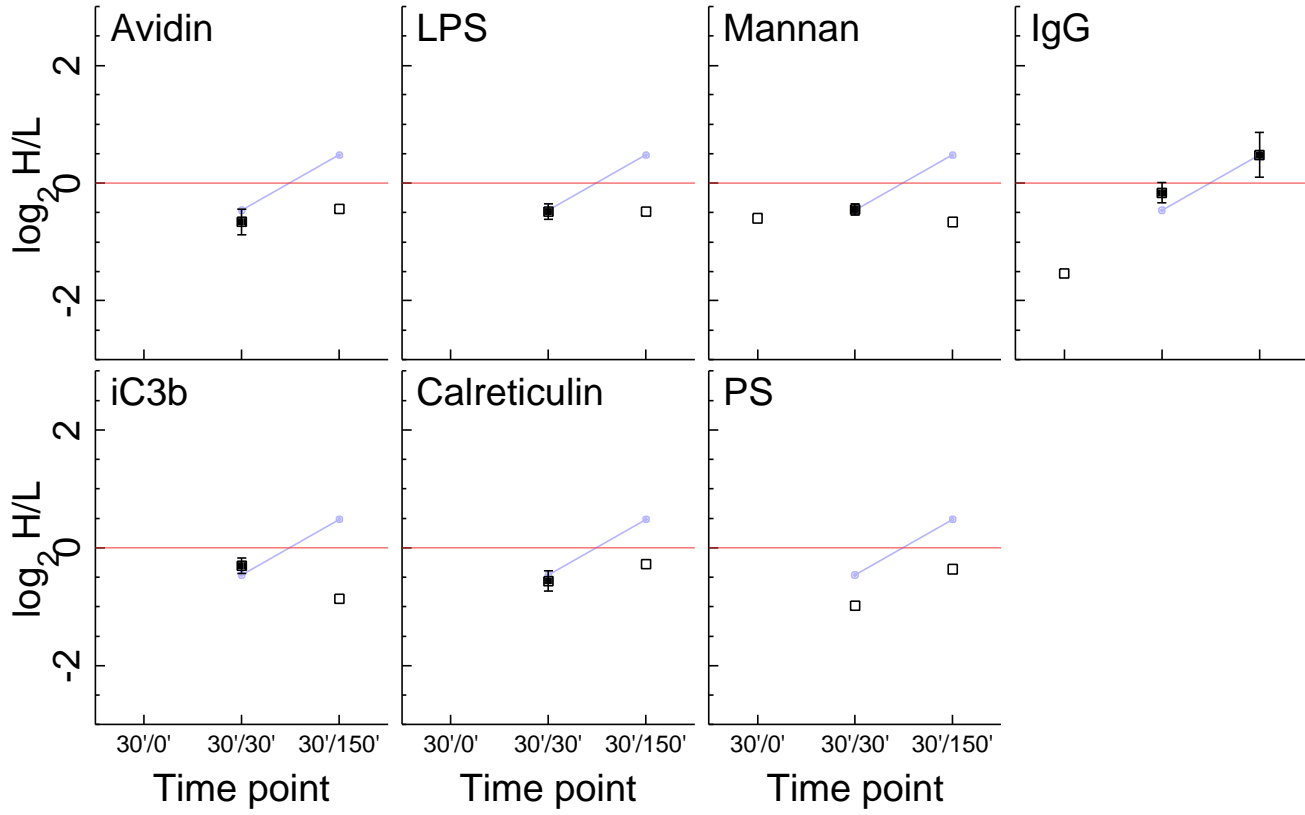 Avidin
LPS
Mannan
IgG
2
0
-2
log2 H/L
iC3b
Calreticulin
PS
2
0
-2
log2 H/L
30'/0' 30'/30' 30'/150'
30'/0' 30'/30' 30'/150'
30'/0' 30'/30' 30'/150'
Time point
Time point
Time point